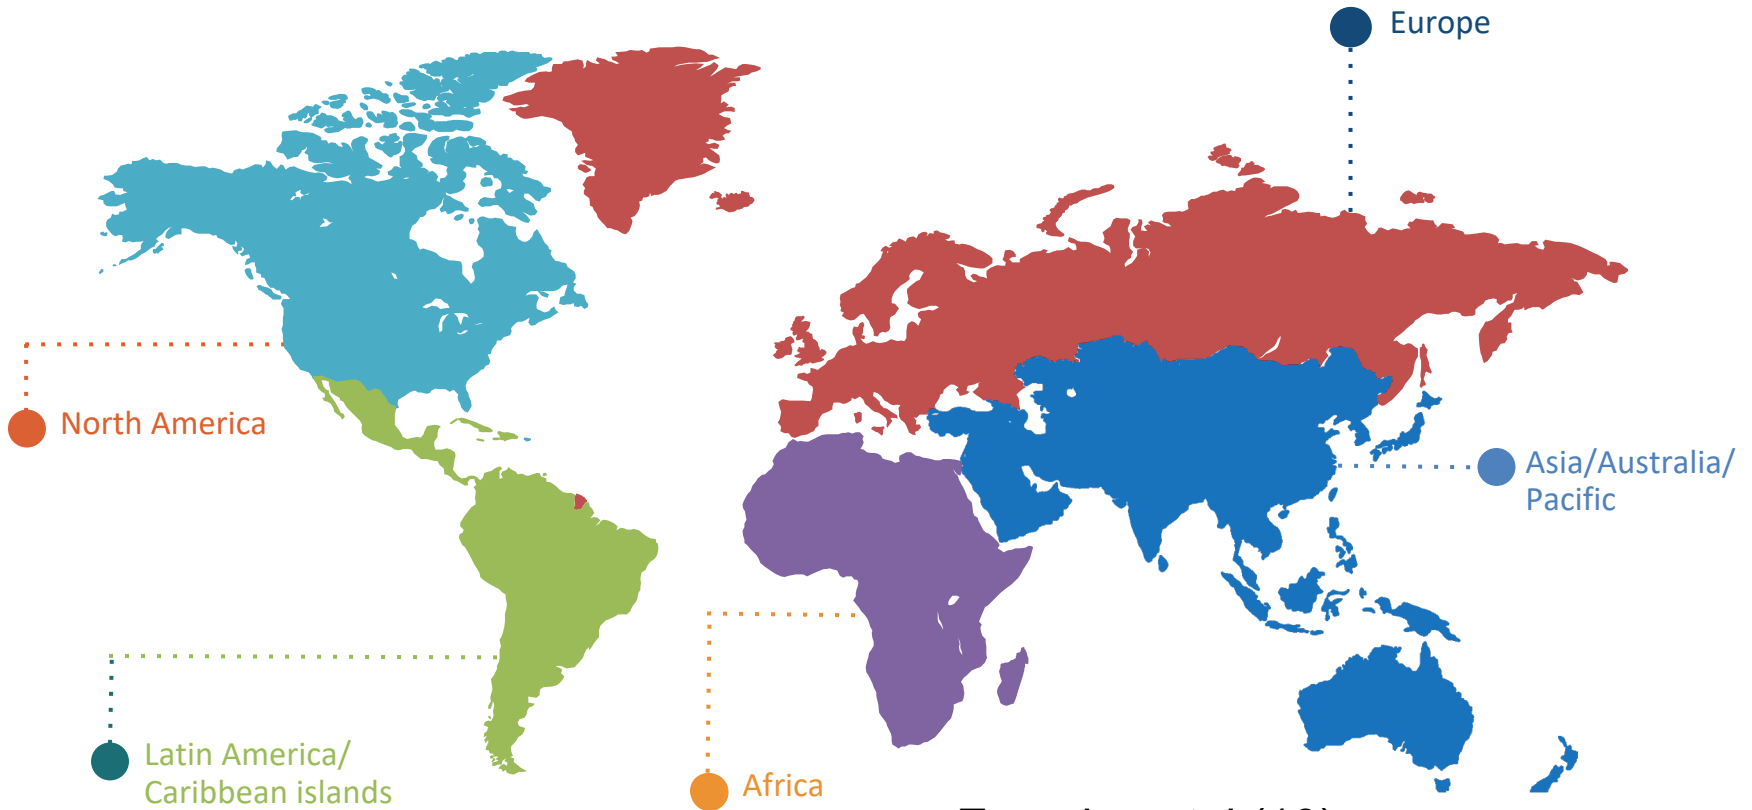 Europe
North America
Asia/Australia/
Pacific
Latin America/
Caribbean islands
Africa